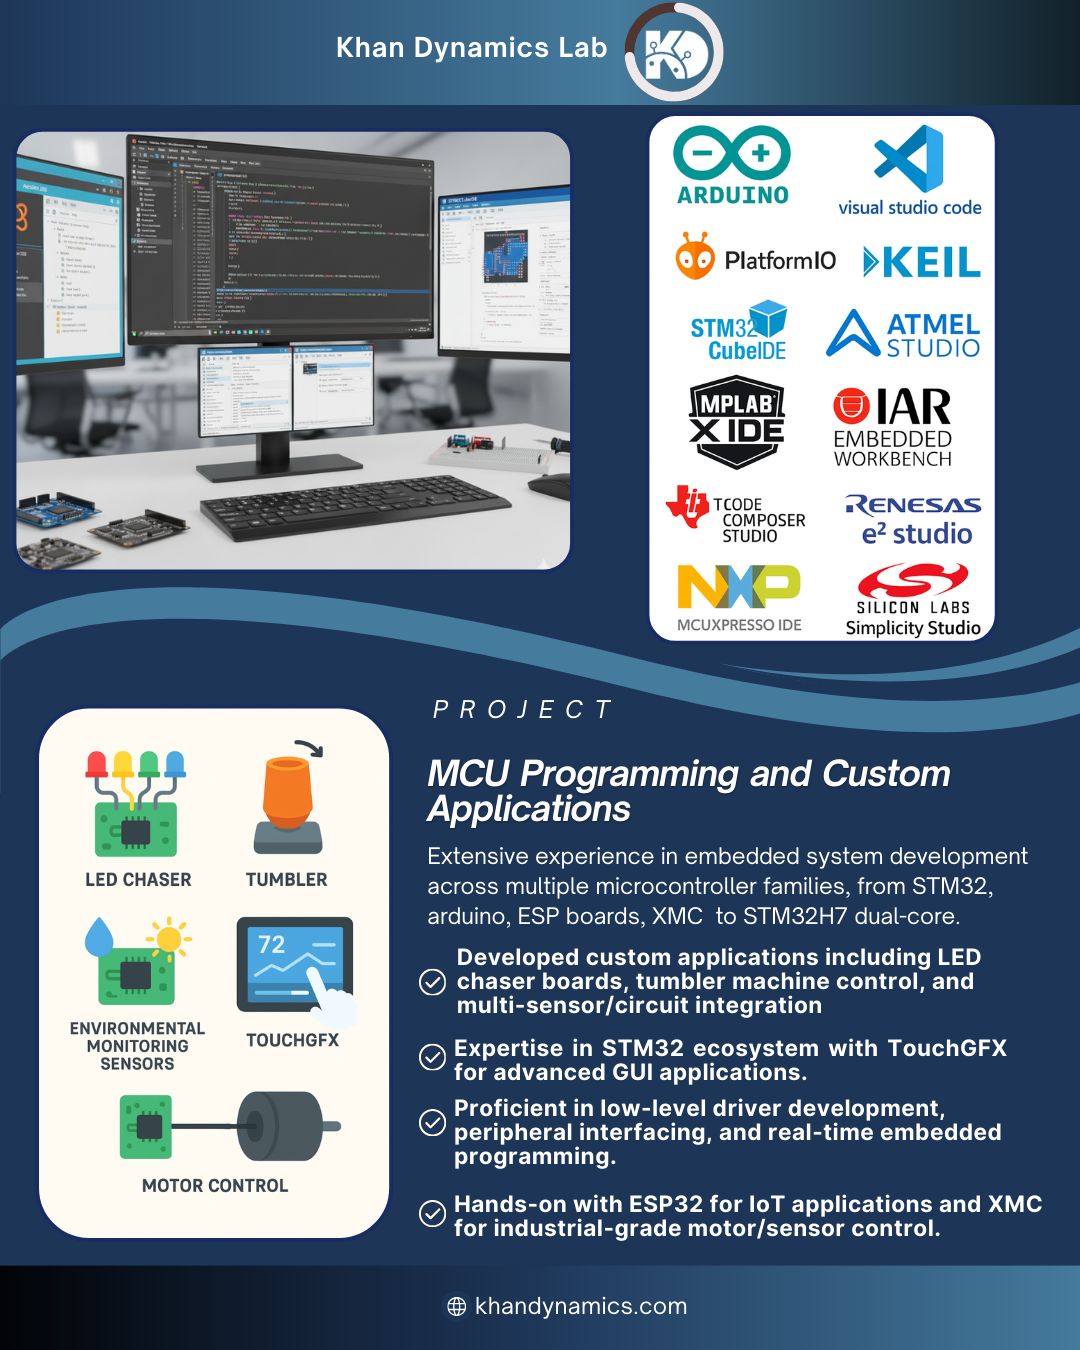 Khan Dynamics Lab
KD
ARDUINO
visual studio code
PlatformIO
KEIL
STM32
CubeIDE
ATMEL
STUDIO
MPLAB®
X IDE
IAR
EMBEDDED
WORKBENCH
TCODE
COMPOSER
STUDIO
RENESAS
e² studio
NXP
MCUXPRESSO IDE
SILICON LABS
Simplicity Studio
PROJECT
MCU Programming and Custom
Applications
Extensive experience in embedded system development
across multiple microcontroller families, from STM32,
arduino, ESP boards, XMC to STM32H7 dual-core.
Developed custom applications including LED
chaser boards, tumbler machine control, and
multi-sensor/circuit integration
Expertise in STM32 ecosystem with TouchGFX
for advanced GUI applications.
Proficient in low-level driver development,
peripheral interfacing, and real-time embedded
programming.
Hands-on with ESP32 for IoT applications and XMC
for industrial-grade motor/sensor control.
LED CHASER
TUMBLER
ENVIRONMENTAL
MONITORING
SENSORS
72
TOUCHGFX
MOTOR CONTROL
khandynamics.com